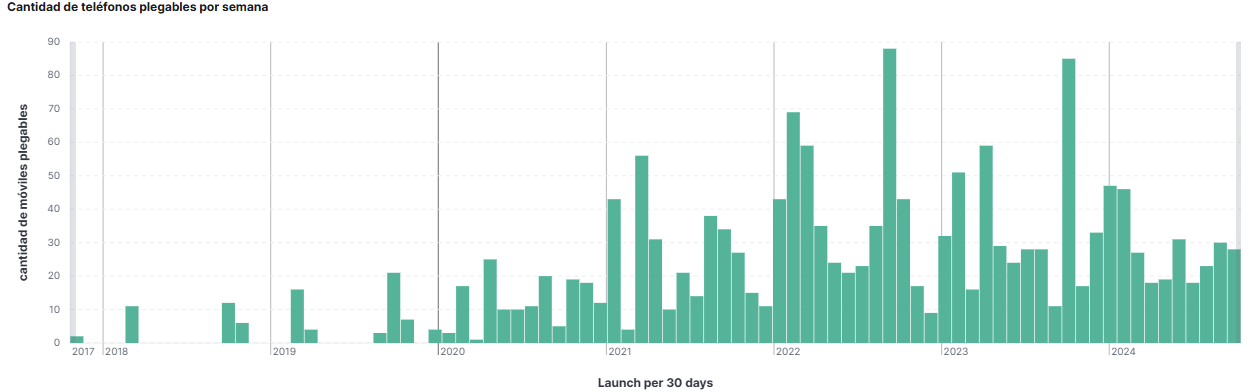 Cantidad de teléfonos plegables por semana
90
80
70
60
50
40
30
20
10
0
cantidad de móviles plegables
2017 2018 2019 2020 2021 2022 2023 2024
Launch per 30 days